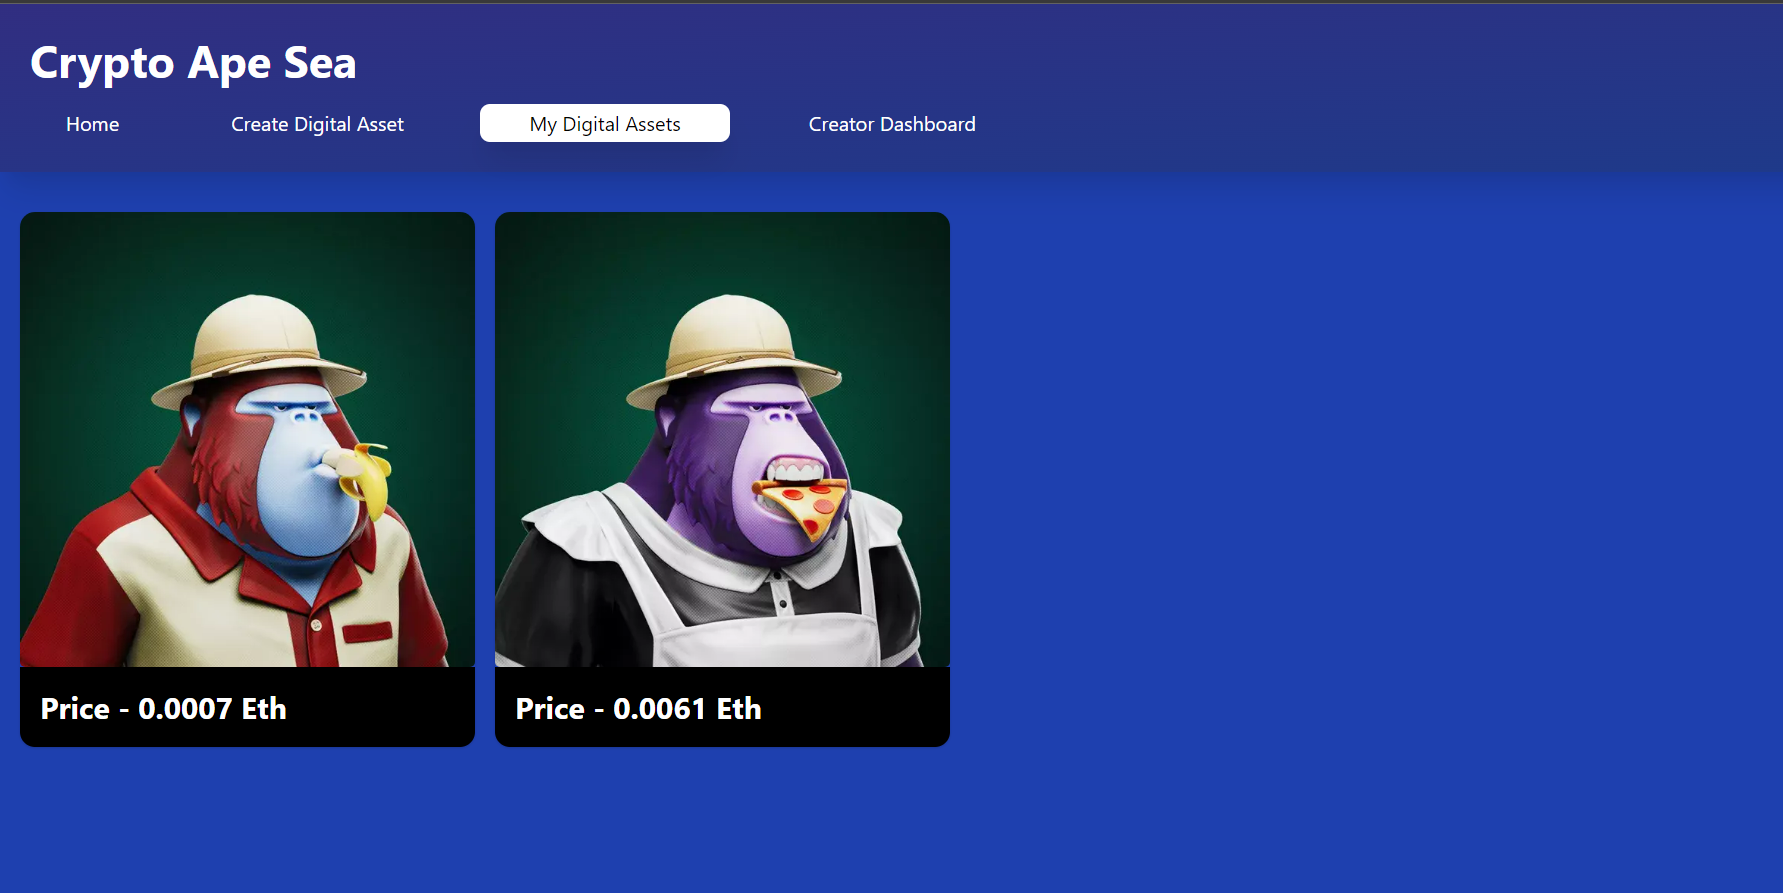 Crypto Ape Sea
Home Create Digital Asset My Digital Assets Creator Dashboard
Price - 0.0007 Eth
Price - 0.0061 Eth